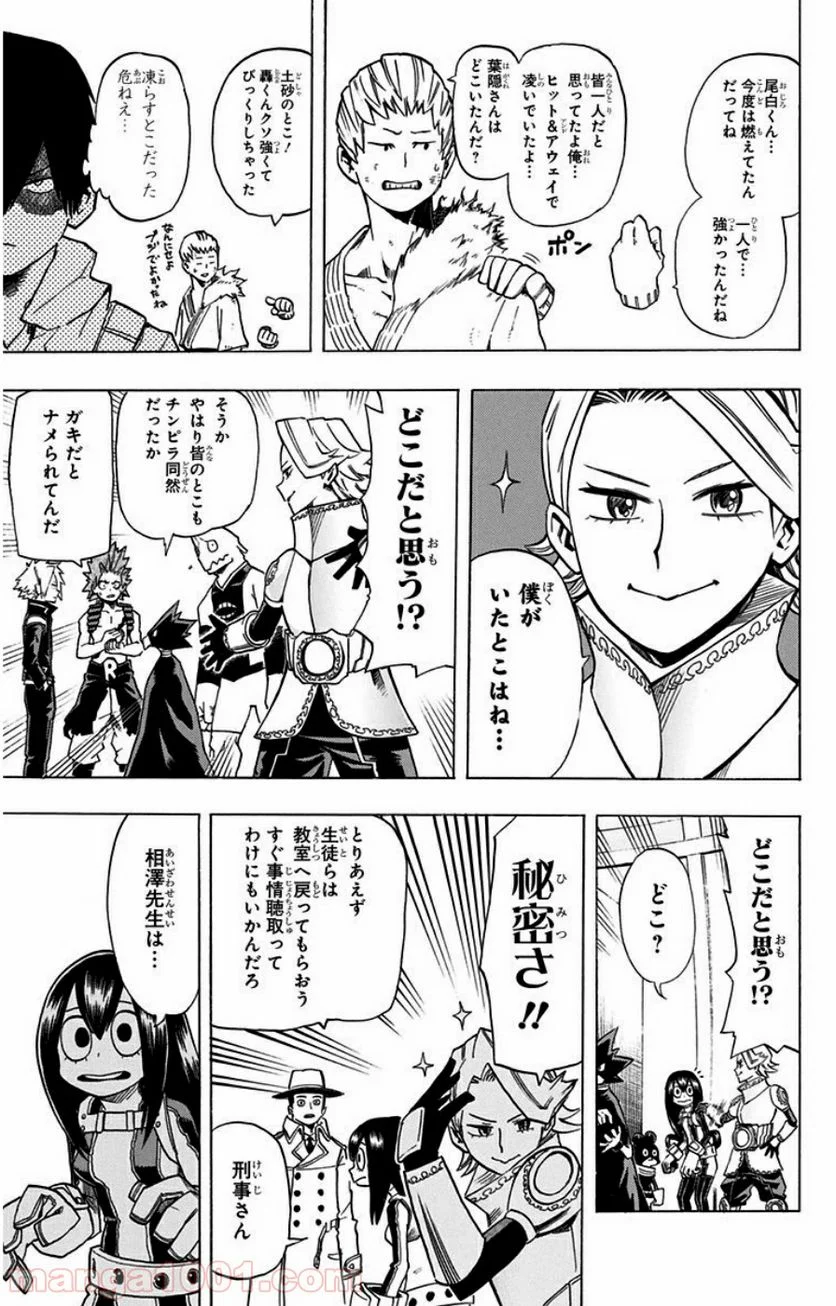 尾白くん…
今度は燃えてたん
だってね
一人で…
強かったんだね
皆一人だと
思ってたよ俺…
ヒット&アウェイで
凌いでいたよ…
葉隠さんは
どこいたんだ?
ポン
土砂のとこ!
轟くんクソ強くて
びっくりしちゃった
凍らすとこだった
危ねえ…
なんにせよ
ブジでよかったね
僕が
いたとこはね…
どこだと思う!?
そうか
やはり皆のとこも
チンピラ同然
だったか
ガキだと
ナメられてんだ
どこだと思う!?
どこ?
秘密さ!!
とりあえず
生徒らは
教室へ戻ってもらおう
すぐ事情聴取って
わけにもいかんだろ
刑事さん
相澤先生は…
R
manga1001.com